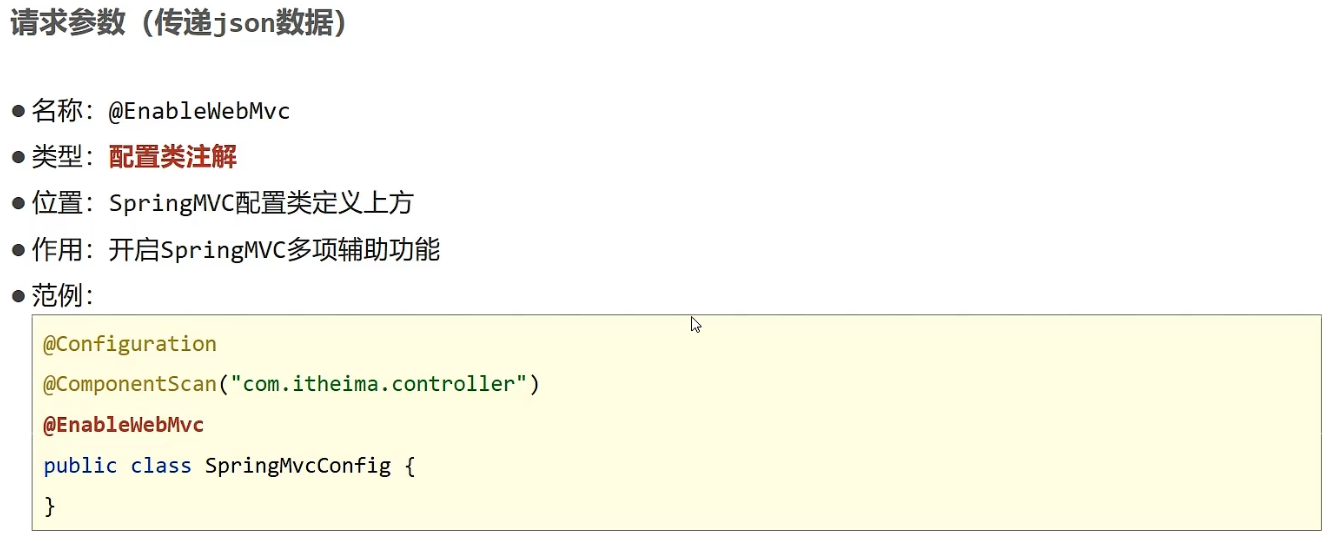 请求参数（传递json数据）
● 名称：@EnableWebMvc
● 类型：配置类注解
● 位置：SpringMVC配置类定义上方
● 作用：开启SpringMVC多项辅助功能
● 范例：
@Configuration
@ComponentScan("com.itheima.controller")
@EnableWebMvc
public class SpringMvcConfig {
}